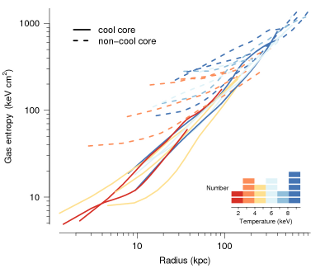 1000
cool core
non−cool core
100
Gas entropy (keV cm²)
10
Number
2 4 6 8
Temperature (keV)
10 100
Radius (kpc)